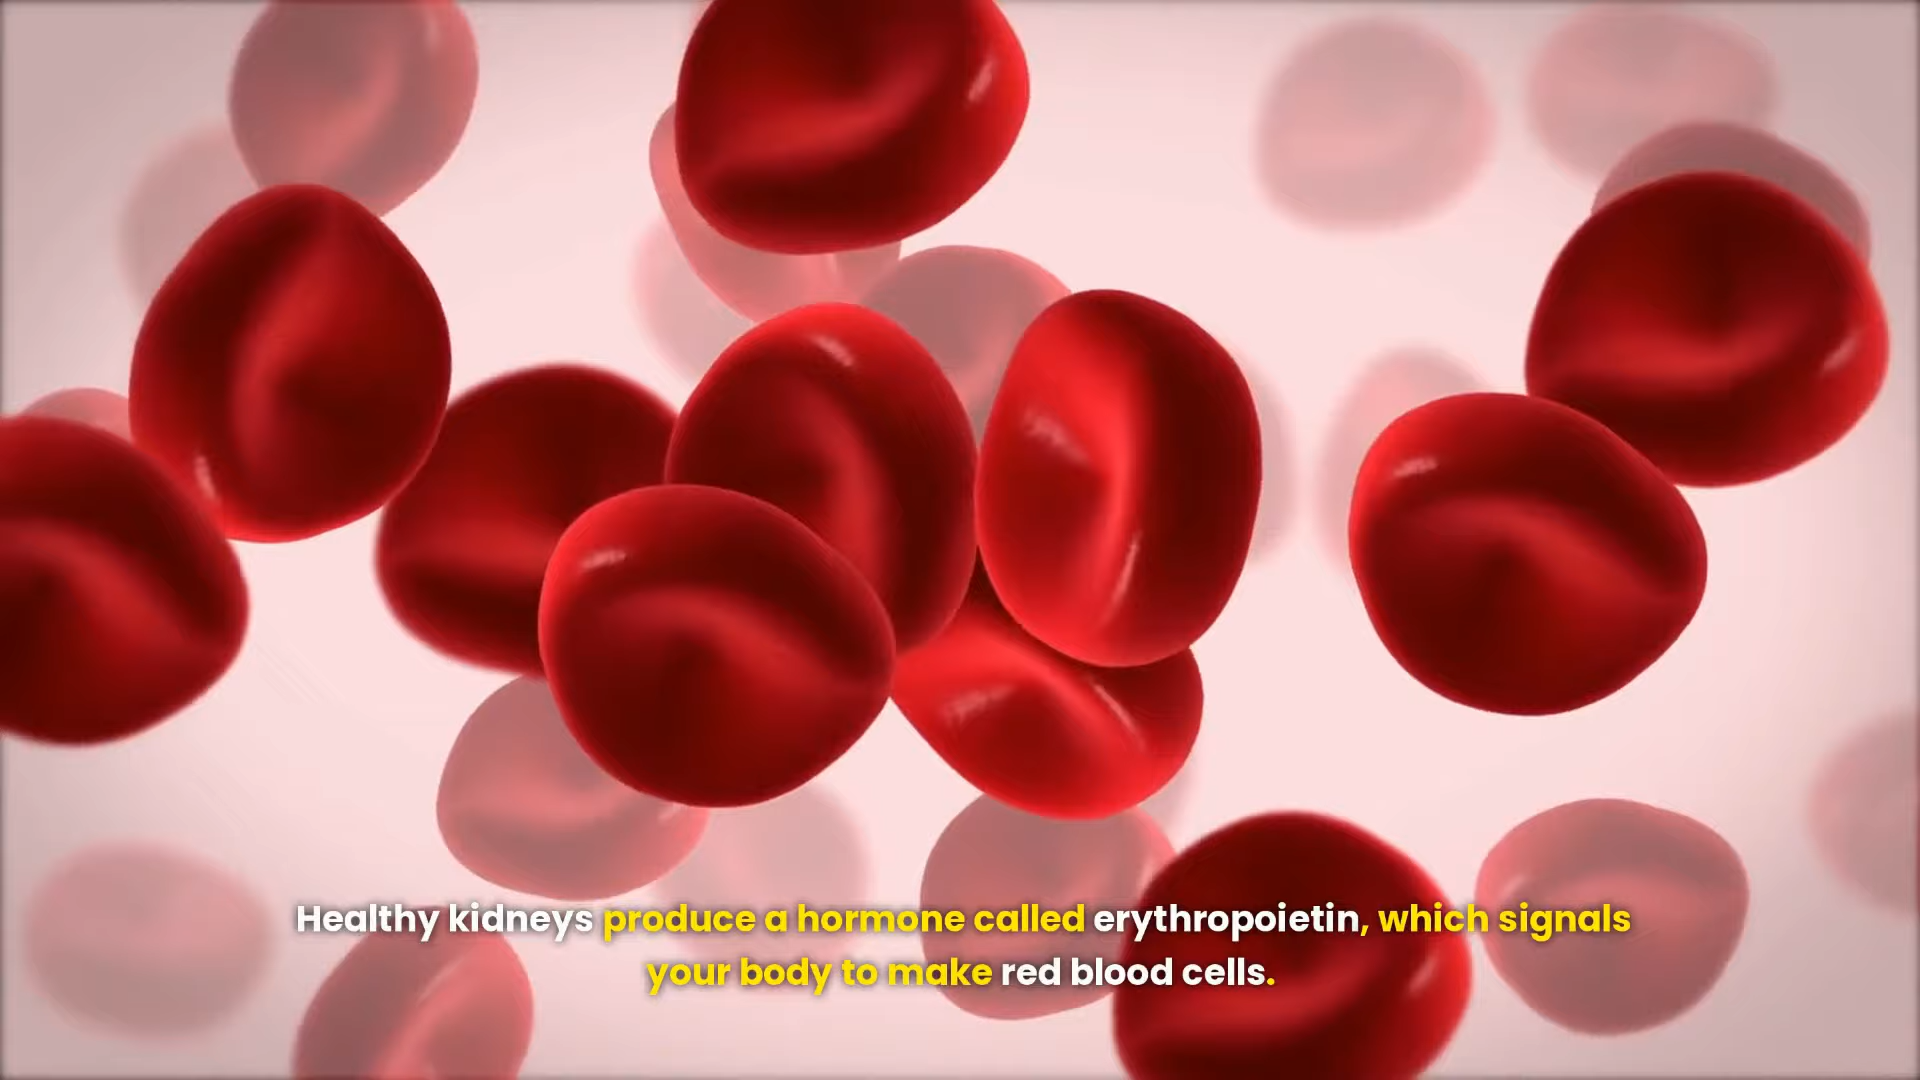 Healthy kidneys produce a hormone called erythropoietin, which signals
your body to make red blood cells.